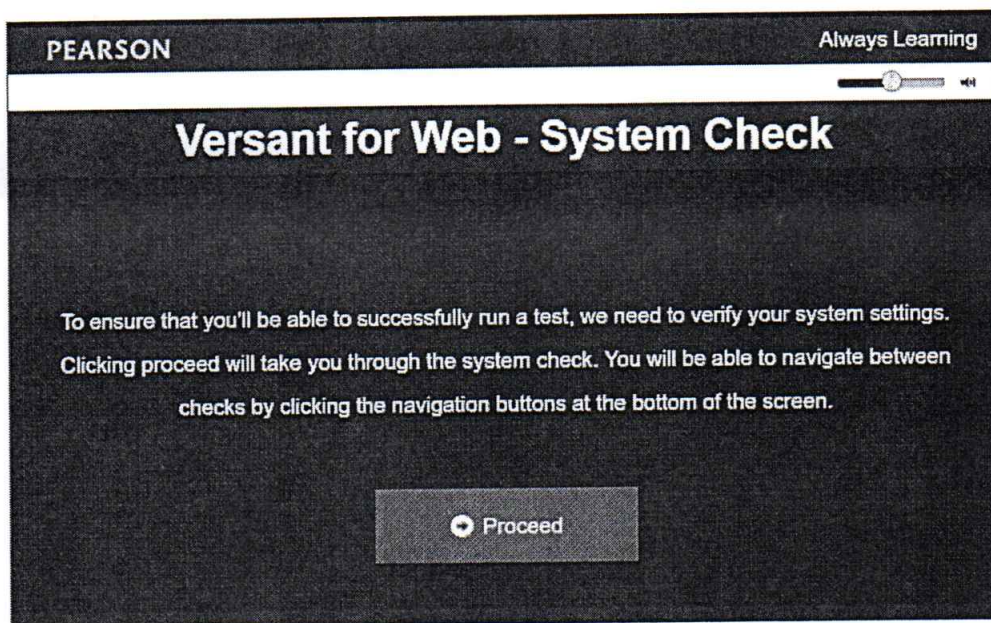 PEARSON
Always Learning
Versant for Web - System Check
To ensure that you'll be able to successfully run a test, we need to verify your system settings.
Clicking proceed will take you through the system check. You will be able to navigate between
checks by clicking the navigation buttons at the bottom of the screen.
Proceed